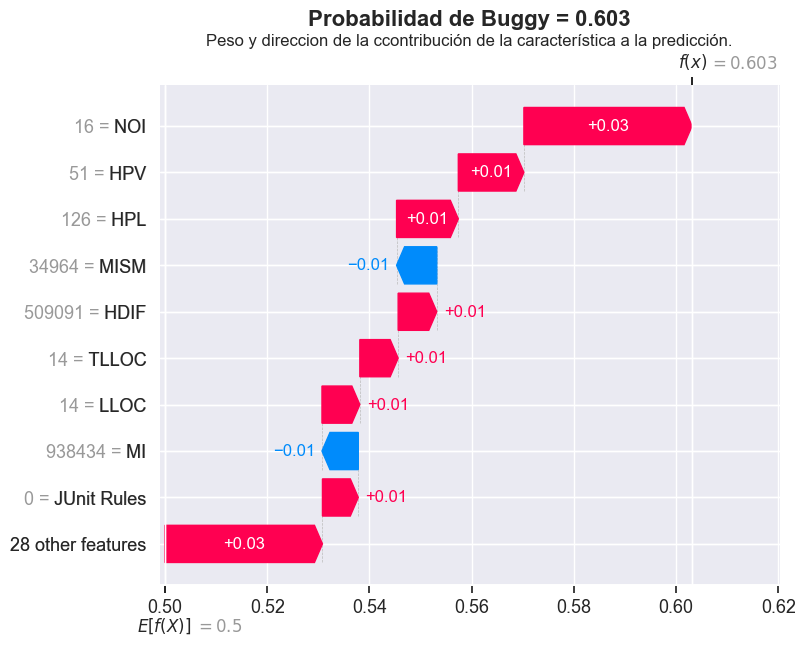 Probabilidad de Buggy = 0.603
Peso y direccion de la ccontribución de la característica a la predicción.
f(x) = 0.603
16 = NOI +0.03
51 = HPV +0.01
126 = HPL +0.01
34964 = MISM −0.01
509091 = HDIF +0.01
14 = TLLOC +0.01
14 = LLOC +0.01
938434 = MI −0.01
0 = JUnit Rules +0.01
28 other features +0.03
0.50 0.52 0.54 0.56 0.58 0.60 0.62
E[f(X)] = 0.5